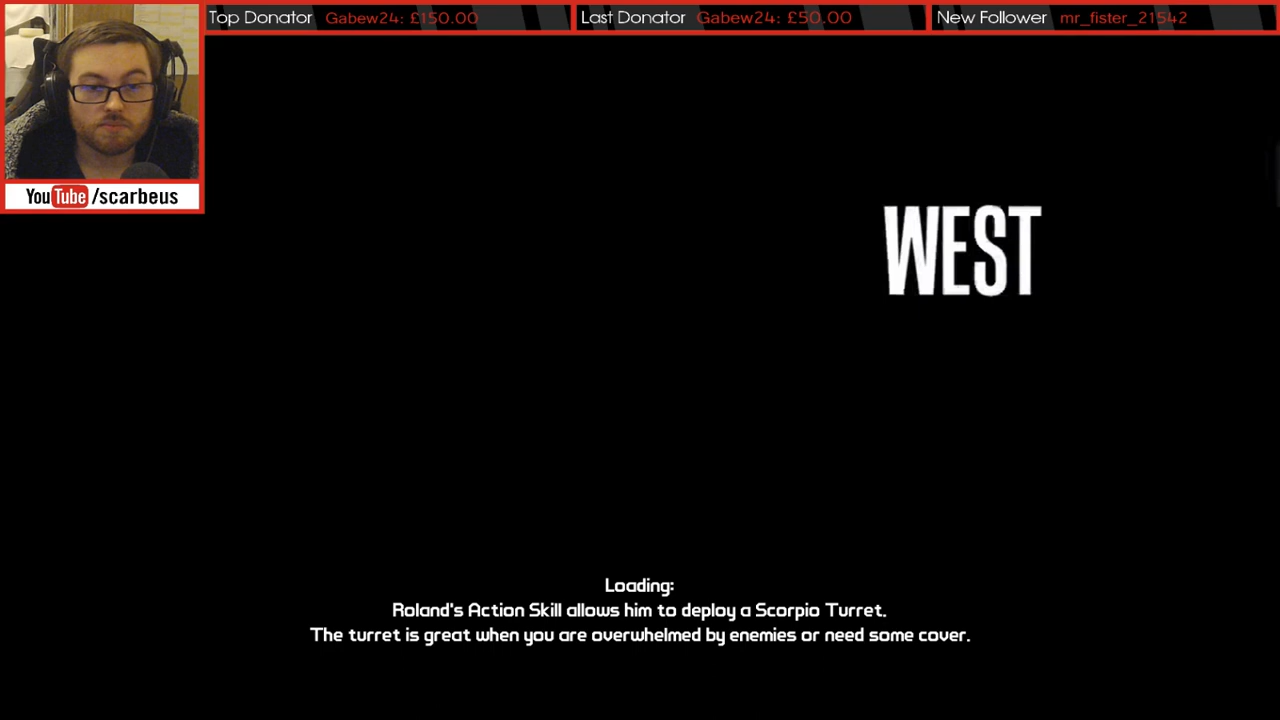 Top Donator Gabew24: £150.00 Last Donator Gabew24: £50.00 New Follower mr_fister_21542
YouTube /scarbeus
WEST
Loading:
Roland's Action Skill allows him to deploy a Scorpio Turret.
The turret is great when you are overwhelmed by enemies or need some cover.